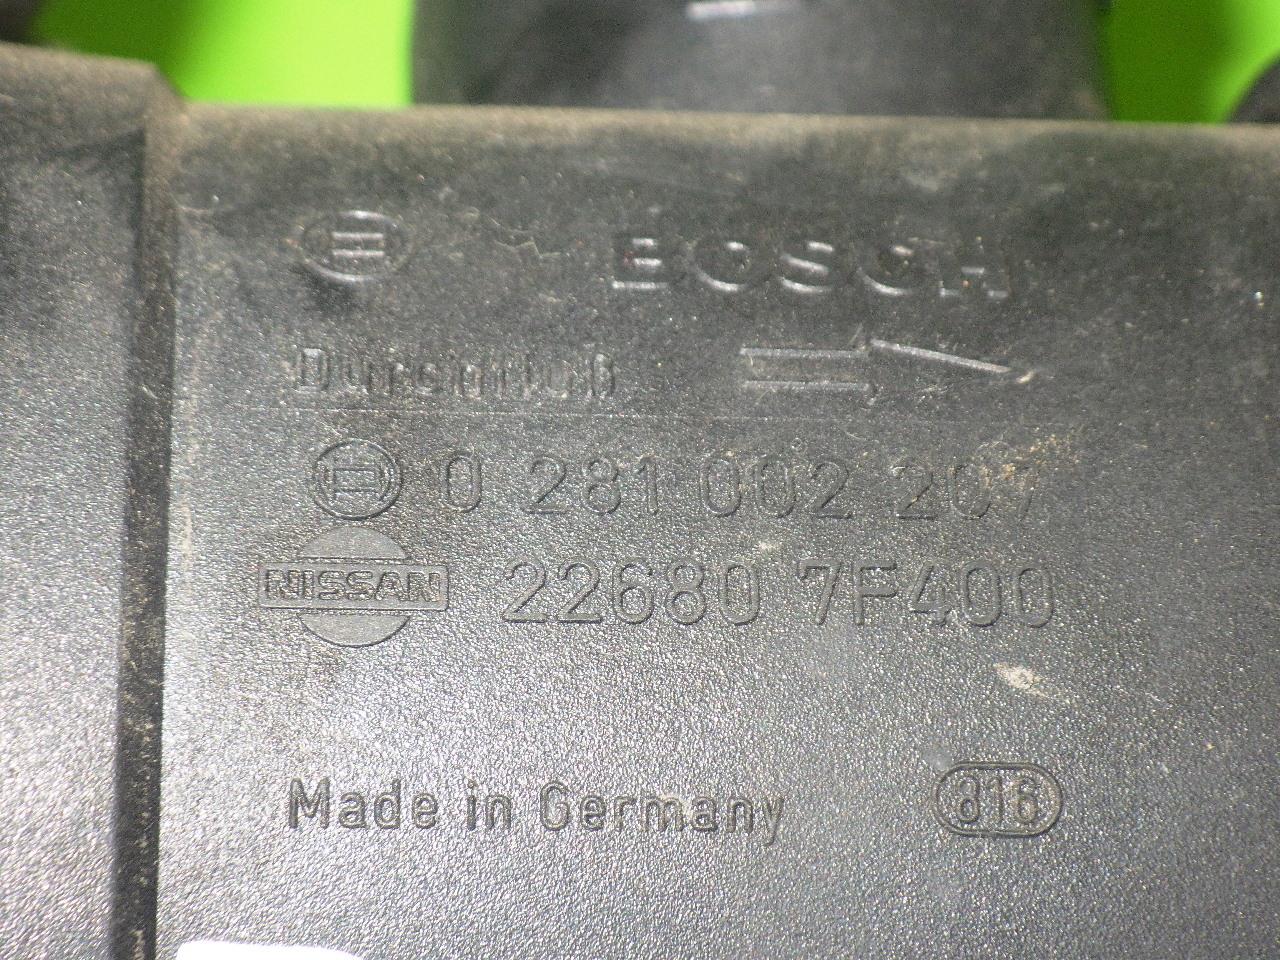 BOSCH
Durchfluß
0 281 002 207
NISSAN 22680 7F400
Made in Germany 816